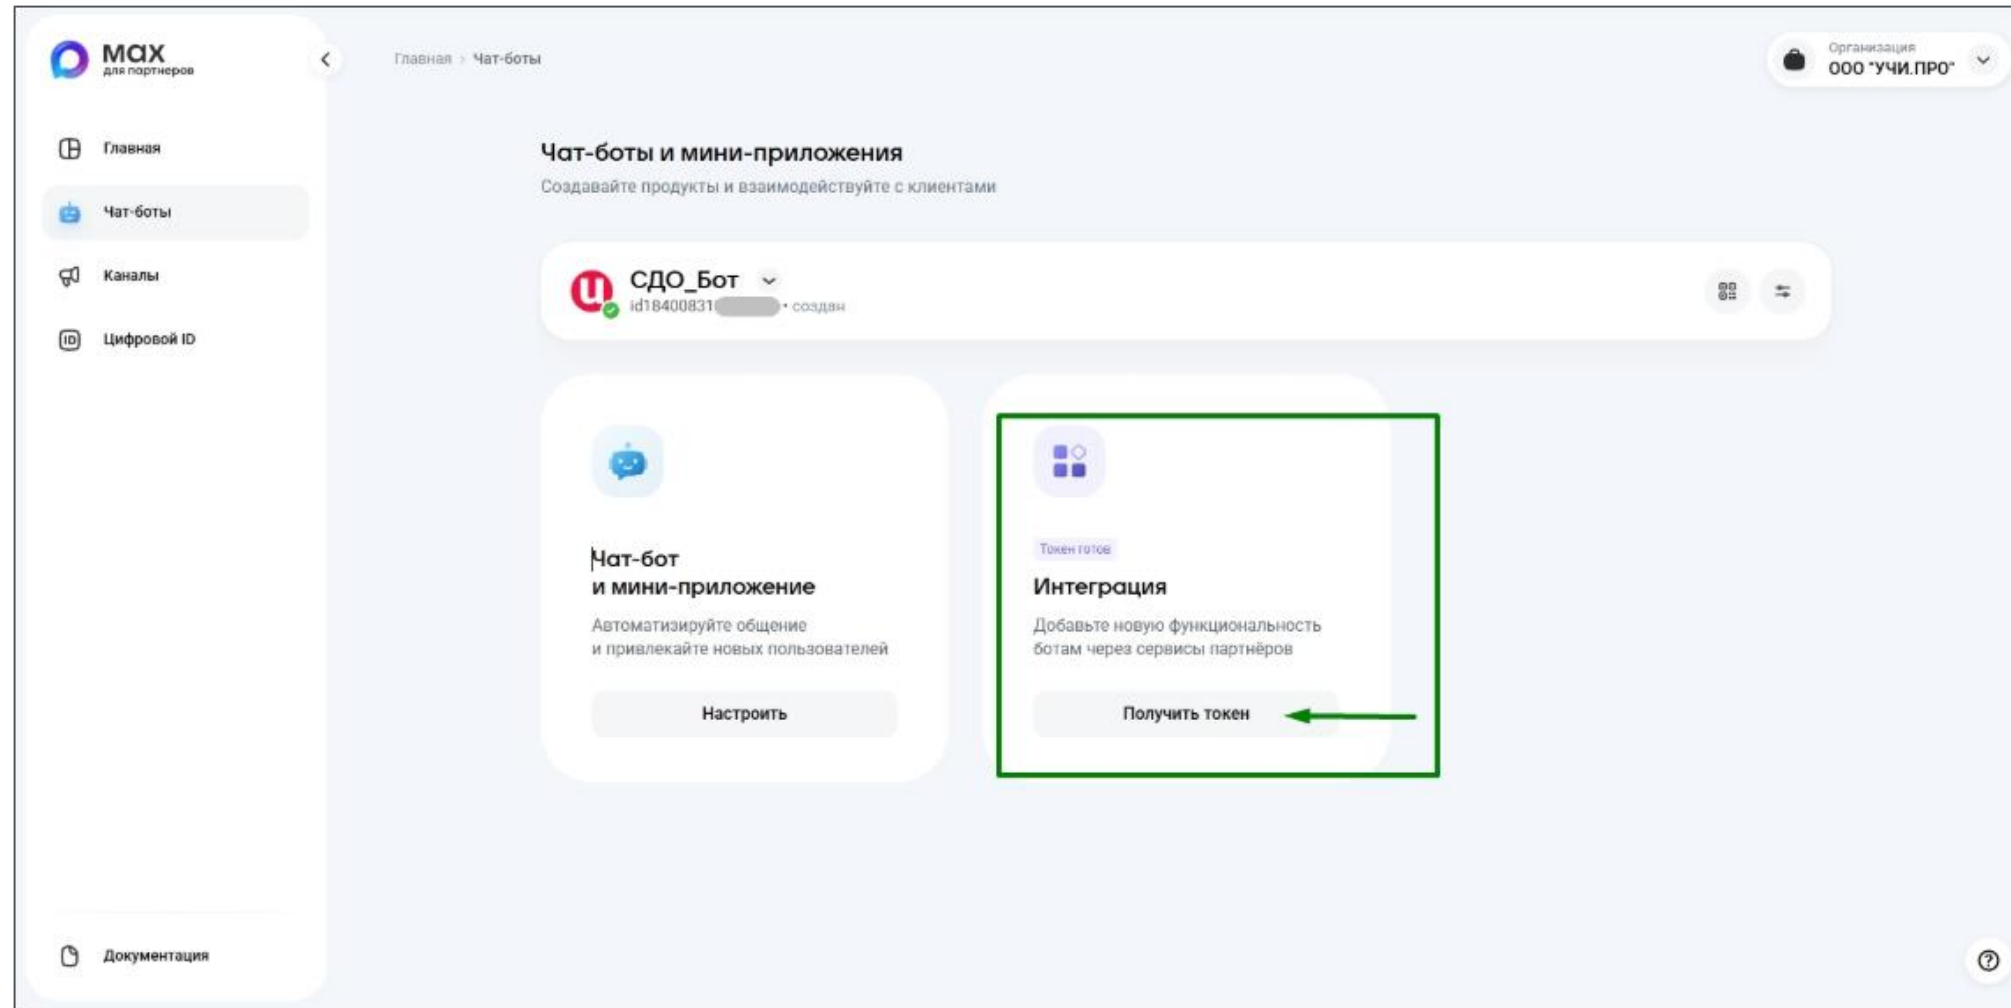 мax
для партнеров
Главная › Чат-боты
Организация
ООО "УЧИ.ПРО"
Главная
Чат-боты
Каналы
Цифровой ID
Документация
Чат-боты и мини-приложения
Создавайте продукты и взаимодействуйте с клиентами
СДО_Бот
id18400831 • создан
Чат-бот
и мини-приложение
Автоматизируйте общение
и привлекайте новых пользователей
Настроить
Токен готов
Интеграция
Добавьте новую функциональность
ботам через сервисы партнёров
Получить токен